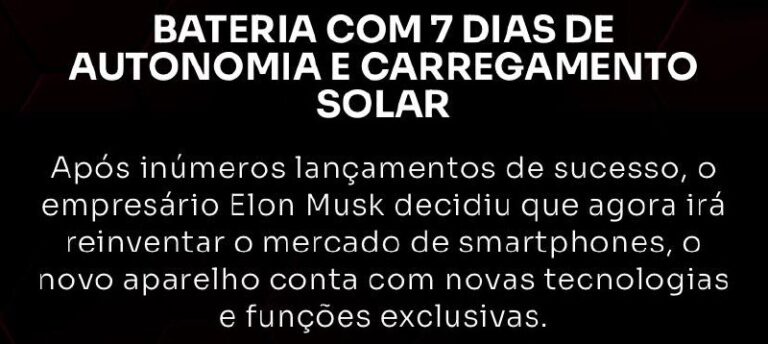 BATERIA COM 7 DIAS DE
AUTONOMIA E CARREGAMENTO
SOLAR
Após inúmeros lançamentos de sucesso, o
empresário Elon Musk decidiu que agora irá
reinventar o mercado de smartphones, o
novo aparelho conta com novas tecnologias
e funções exclusivas.